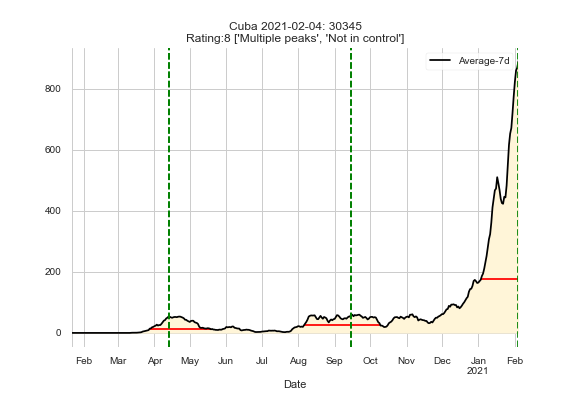 Cuba 2021-02-04: 30345
Rating:8 ['Multiple peaks', 'Not in control']
Average-7d
800
600
400
200
0
Feb Mar Apr May Jun Jul Aug Sep Oct Nov Dec Jan Feb
2021
Date